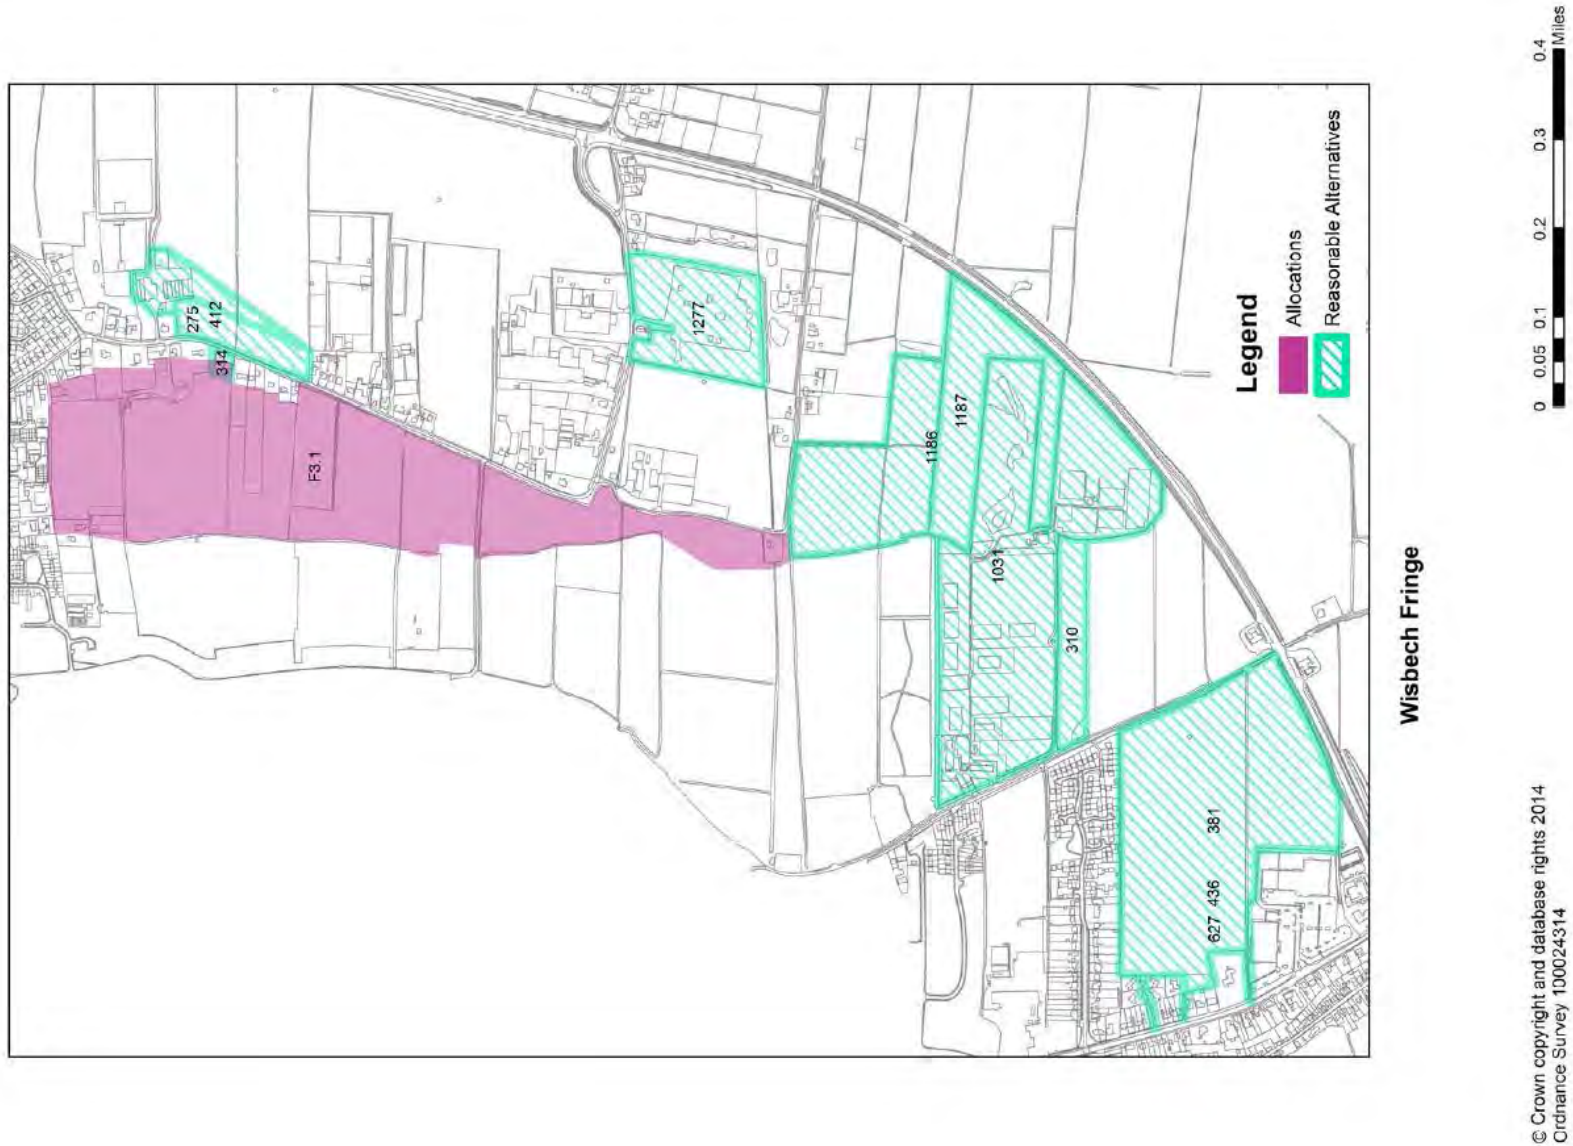 275
412
314
F3.1
1277
1186
1187
1031
310
381
627 436
Legend
Allocations
Reasonable Alternatives
Wisbech Fringe
0 0.05 0.1 0.2 0.3 0.4
Miles
© Crown copyright and database rights 2014
Ordnance Survey 100024314